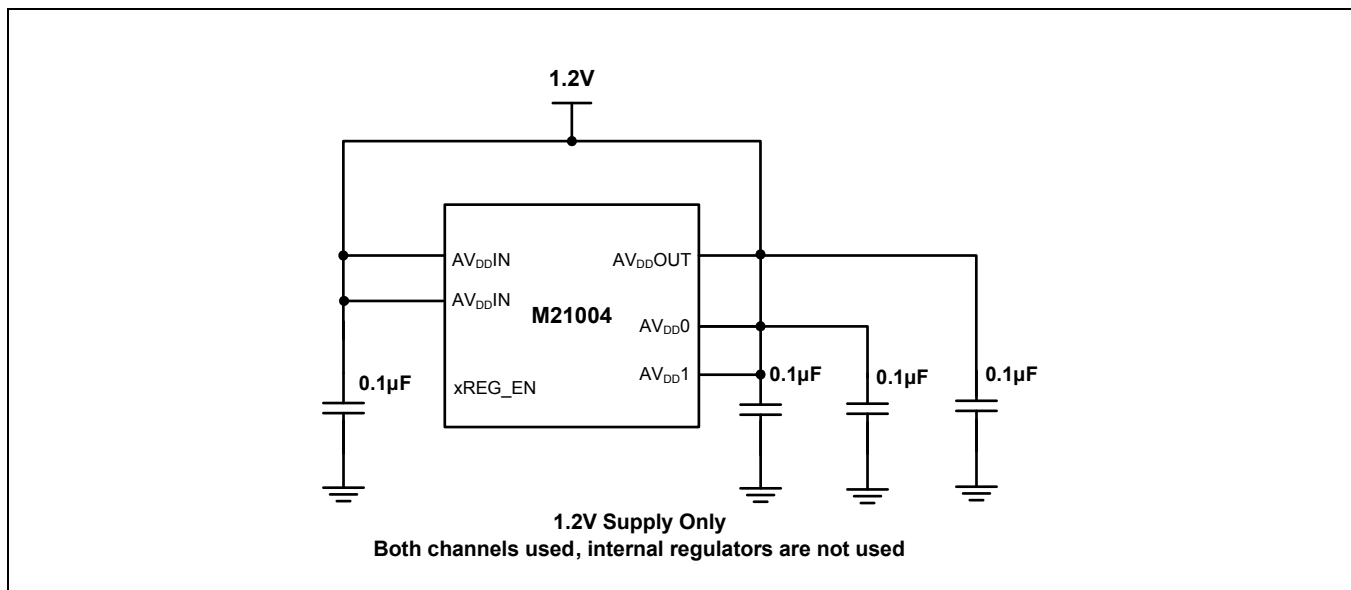 1.2V
AVDDIN
AVDDOUT
AVDDIN
M21004
AVDD0
AVDD1
xREG_EN
0.1µF
0.1µF
0.1µF
0.1µF
1.2V Supply Only
Both channels used, internal regulators are not used